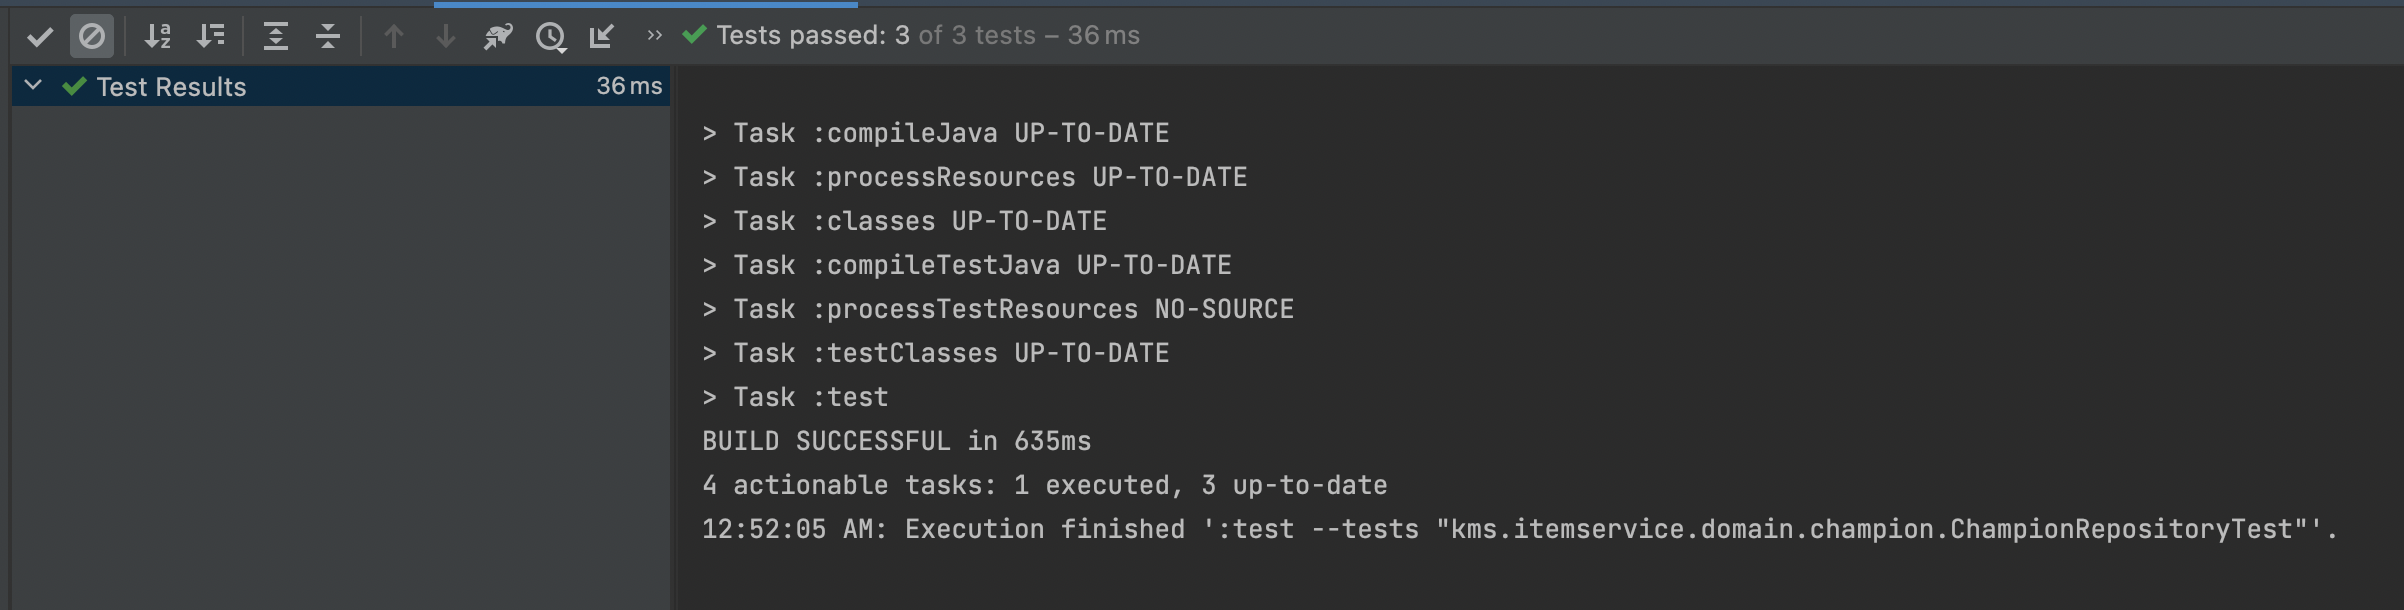 Tests passed: 3 of 3 tests – 36 ms
Test Results 36 ms
> Task :compileJava UP-TO-DATE
> Task :processResources UP-TO-DATE
> Task :classes UP-TO-DATE
> Task :compileTestJava UP-TO-DATE
> Task :processTestResources NO-SOURCE
> Task :testClasses UP-TO-DATE
> Task :test
BUILD SUCCESSFUL in 635ms
4 actionable tasks: 1 executed, 3 up-to-date
12:52:05 AM: Execution finished ':test --tests "kms.itemservice.domain.champion.ChampionRepositoryTest"'.